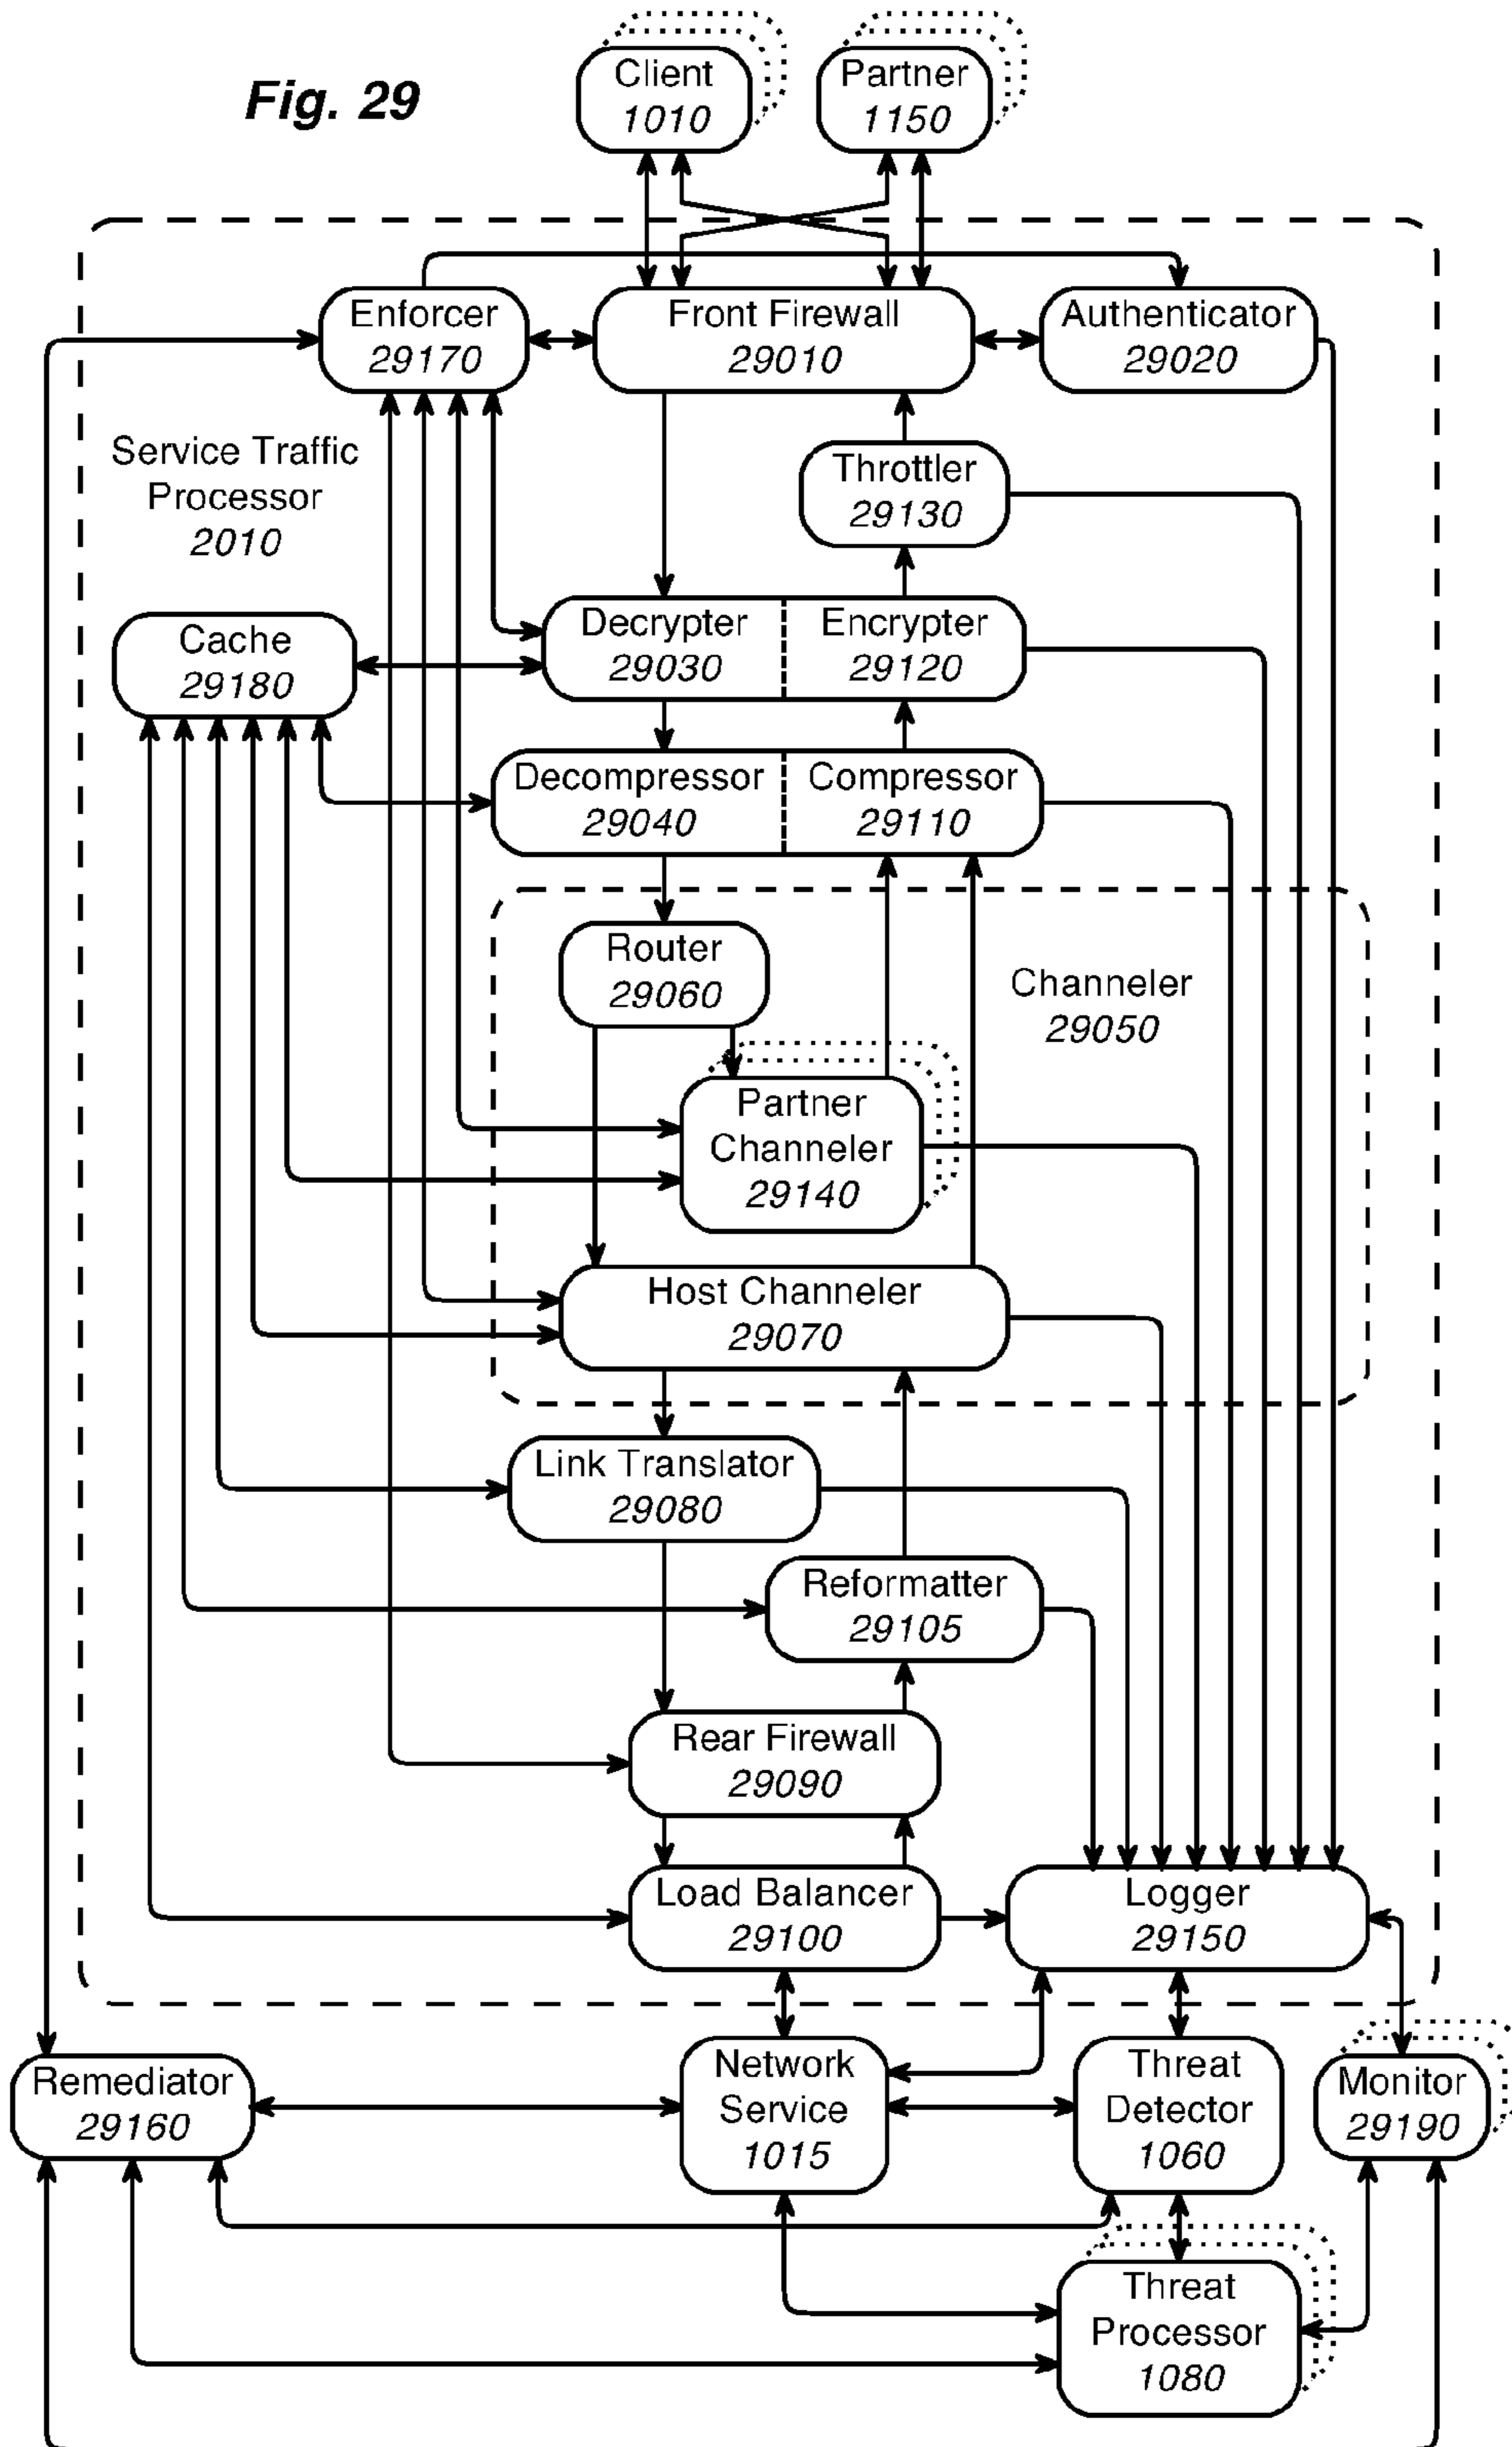 Fig. 29
Client
1010
Partner
1150
Enforcer
29170
Front Firewall
29010
Authenticator
29020
Service Traffic
Processor
2010
Throttler
29130
Cache
29180
Decrypter
29030
Encrypter
29120
Decompressor
29040
Compressor
29110
Router
29060
Channeler
29050
Partner
Channeler
29140
Host Channeler
29070
Link Translator
29080
Reformatter
29105
Rear Firewall
29090
Load Balancer
29100
Logger
29150
Remediator
29160
Network
Service
1015
Threat
Detector
1060
Monitor
29190
Threat
Processor
1080